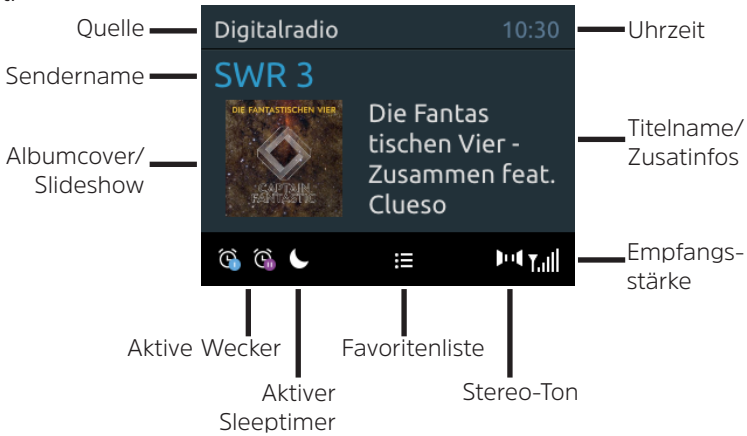 Quelle
Digitalradio
10:30
Uhrzeit
Sendername
SWR 3
DIE FANTASTISCHEN VIER
CAPTAIN
FANTASTIC
Albumcover/
Slideshow
Die Fantas
tischen Vier -
Zusammen feat.
Clueso
Titelname/
Zusatinfos
Empfangs-
stärke
Aktive Wecker
Favoritenliste
Aktiver
Sleeptimer
Stereo-Ton